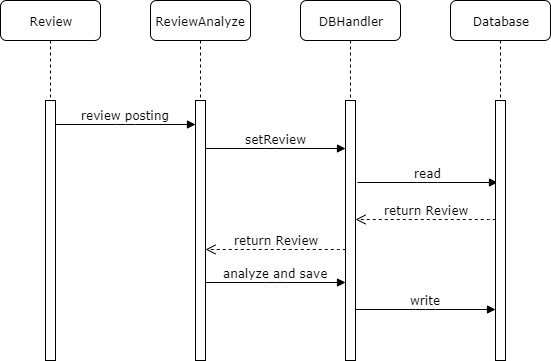 Review
ReviewAnalyze
DBHandler
Database
review posting
setReview
read
return Review
return Review
analyze and save
write